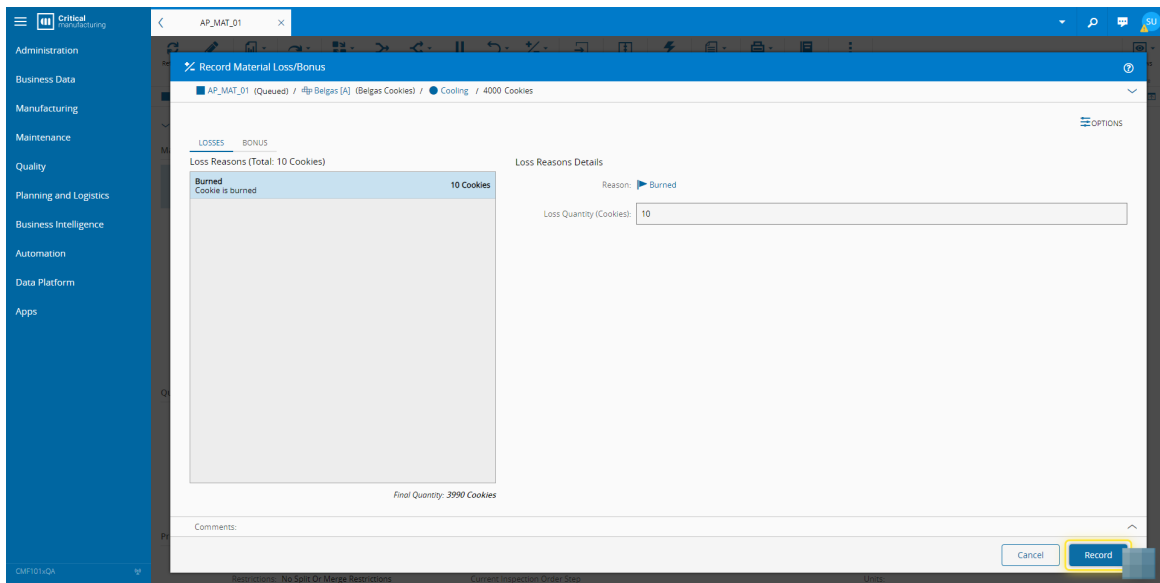 Critical manufacturing
AP_MAT_01
SU
Administration
Business Data
Manufacturing
Maintenance
Quality
Planning and Logistics
Business Intelligence
Automation
Data Platform
Apps
CMF101xQA
Record Material Loss/Bonus
AP_MAT_01 (Queued) / Belgas [A] (Belgas Cookies) / Cooling / 4000 Cookies
OPTIONS
LOSSES BONUS
Loss Reasons (Total: 10 Cookies)
Burned 10 Cookies
Cookie is burned
Final Quantity: 3990 Cookies
Loss Reasons Details
Reason: Burned
Loss Quantity (Cookies): 10
Comments:
Cancel Record
Restrictions: No Split Or Merge Restrictions Current Inspection Order Step Units